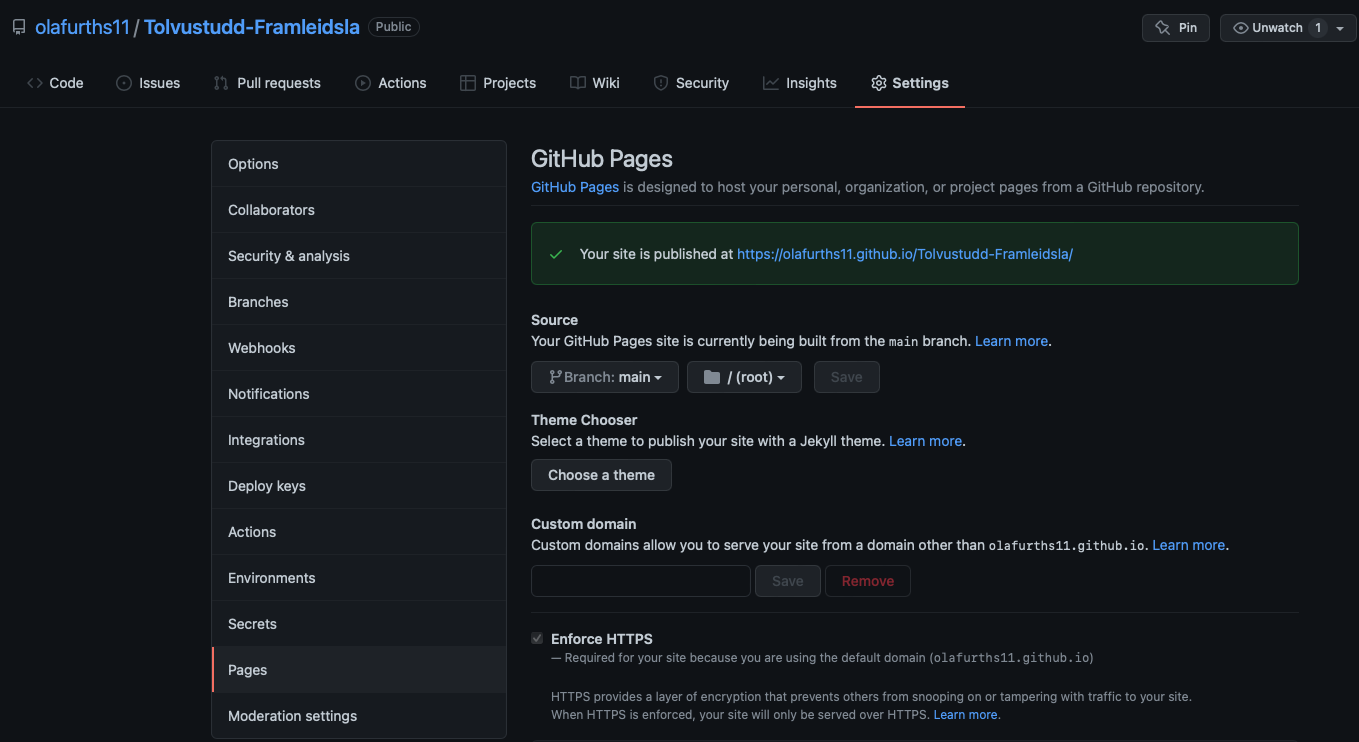 olafurths11 / Tolvustudd-Framleidsla Public
Pin
Unwatch 1
Code Issues Pull requests Actions Projects Wiki Security Insights Settings
Options
Collaborators
Security & analysis
Branches
Webhooks
Notifications
Integrations
Deploy keys
Actions
Environments
Secrets
Pages
Moderation settings
GitHub Pages
GitHub Pages is designed to host your personal, organization, or project pages from a GitHub repository.
Your site is published at https://olafurths11.github.io/Tolvustudd-Framleidsla/
Source
Your GitHub Pages site is currently being built from the main branch. Learn more.
Branch: main / (root) Save
Theme Chooser
Select a theme to publish your site with a Jekyll theme. Learn more.
Choose a theme
Custom domain
Custom domains allow you to serve your site from a domain other than olafurths11.github.io. Learn more.
Save Remove
Enforce HTTPS
— Required for your site because you are using the default domain (olafurths11.github.io)
HTTPS provides a layer of encryption that prevents others from snooping on or tampering with traffic to your site.
When HTTPS is enforced, your site will only be served over HTTPS. Learn more.